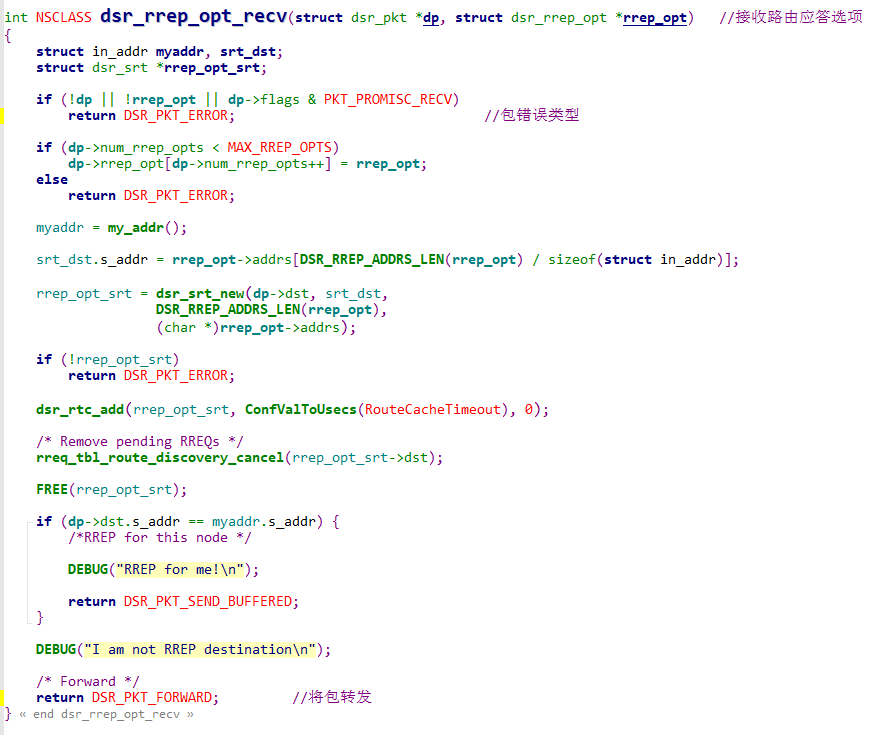 int NSCLASS dsr_rrep_opt_recv(struct dsr_pkt *dp, struct dsr_rrep_opt *rrep_opt)   //接收路由应答选项
{
    struct in_addr myaddr, srt_dst;
    struct dsr_srt *rrep_opt_srt;

    if (!dp || !rrep_opt || dp->flags & PKT_PROMISC_RECV)
        return DSR_PKT_ERROR;                               //包错误类型

    if (dp->num_rrep_opts < MAX_RREP_OPTS)
        dp->rrep_opt[dp->num_rrep_opts++] = rrep_opt;
    else
        return DSR_PKT_ERROR;

    myaddr = my_addr();

    srt_dst.s_addr = rrep_opt->addrs[DSR_RREP_ADDRS_LEN(rrep_opt) / sizeof(struct in_addr)];

    rrep_opt_srt = dsr_srt_new(dp->dst, srt_dst,
                   DSR_RREP_ADDRS_LEN(rrep_opt),
                   (char *)rrep_opt->addrs);

    if (!rrep_opt_srt)
        return DSR_PKT_ERROR;

    dsr_rtc_add(rrep_opt_srt, ConfValToUsecs(RouteCacheTimeout), 0);

    /* Remove pending RREQs */
    rreq_tbl_route_discovery_cancel(rrep_opt_srt->dst);

    FREE(rrep_opt_srt);

    if (dp->dst.s_addr == myaddr.s_addr) {
        /*RREP for this node */

        DEBUG("RREP for me!\n");

        return DSR_PKT_SEND_BUFFERED;
    }

    DEBUG("I am not RREP destination\n");

    /* Forward */
    return DSR_PKT_FORWARD;         //将包转发
} « end dsr_rrep_opt_recv »